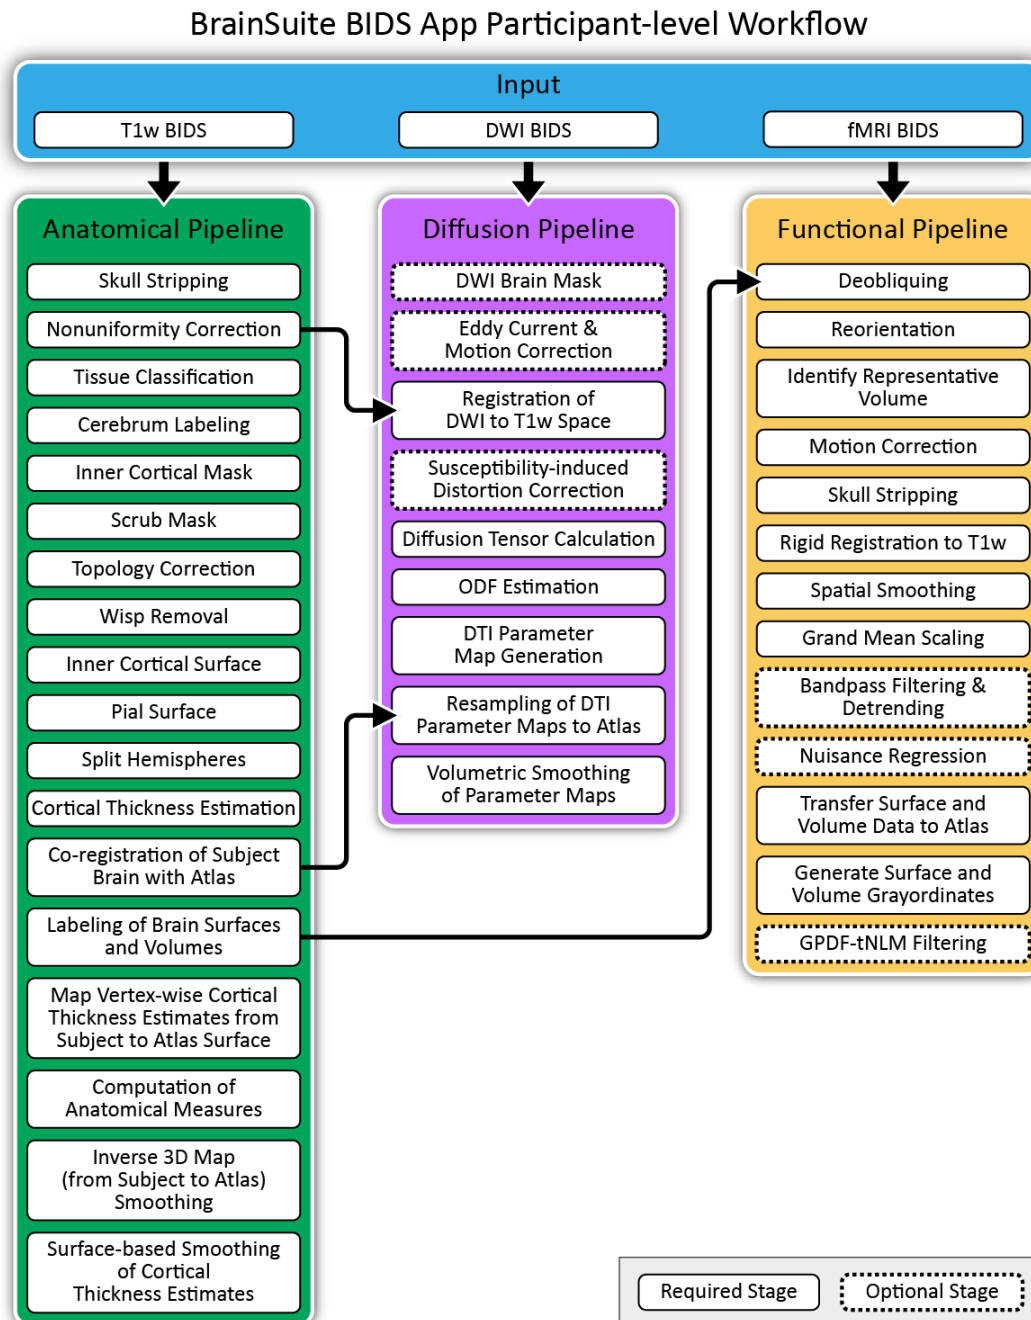 BrainSuite BIDS App Participant-level Workflow
Input
T1w BIDS
DWI BIDS
fMRI BIDS
Anatomical Pipeline
Skull Stripping
Nonuniformity Correction
Tissue Classification
Cerebrum Labeling
Inner Cortical Mask
Scrub Mask
Topology Correction
Wisp Removal
Inner Cortical Surface
Pial Surface
Split Hemispheres
Cortical Thickness Estimation
Co-registration of Subject
Brain with Atlas
Labeling of Brain Surfaces
and Volumes
Map Vertex-wise Cortical
Thickness Estimates from
Subject to Atlas Surface
Computation of
Anatomical Measures
Inverse 3D Map
(from Subject to Atlas)
Smoothing
Surface-based Smoothing
of Cortical
Thickness Estimates
Diffusion Pipeline
DWI Brain Mask
Eddy Current &
Motion Correction
Registration of
DWI to T1w Space
Susceptibility-induced
Distortion Correction
Diffusion Tensor Calculation
ODF Estimation
DTI Parameter
Map Generation
Resampling of DTI
Parameter Maps to Atlas
Volumetric Smoothing
of Parameter Maps
Functional Pipeline
Deobliquing
Reorientation
Identify Representative
Volume
Motion Correction
Skull Stripping
Rigid Registration to T1w
Spatial Smoothing
Grand Mean Scaling
Bandpass Filtering &
Detrending
Nuisance Regression
Transfer Surface and
Volume Data to Atlas
Generate Surface and
Volume Grayordinates
GPDF-tNLM Filtering
Required Stage
Optional Stage